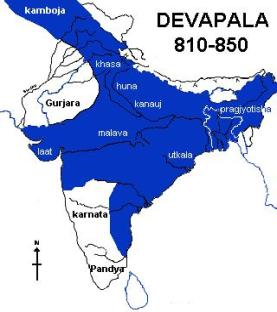 DEVAPALA
810-850
kamboja
khasa
huna
Gurjara
kanauj
pragjyotisha
malava
laat
utkala
karnata
N
Pandya